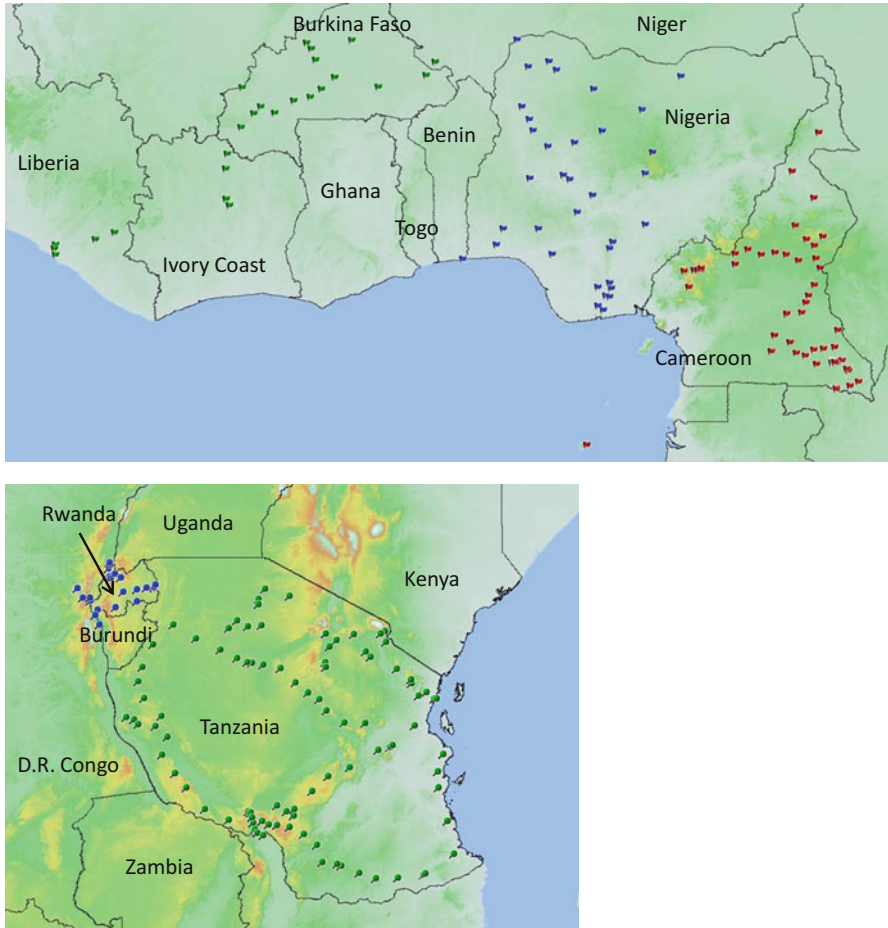 Burkina Faso
Niger
Nigeria
Benin
Liberia
Ghana
Togo
Ivory Coast
Cameroon
Rwanda
Uganda
Kenya
Burundi
Tanzania
D.R. Congo
Zambia